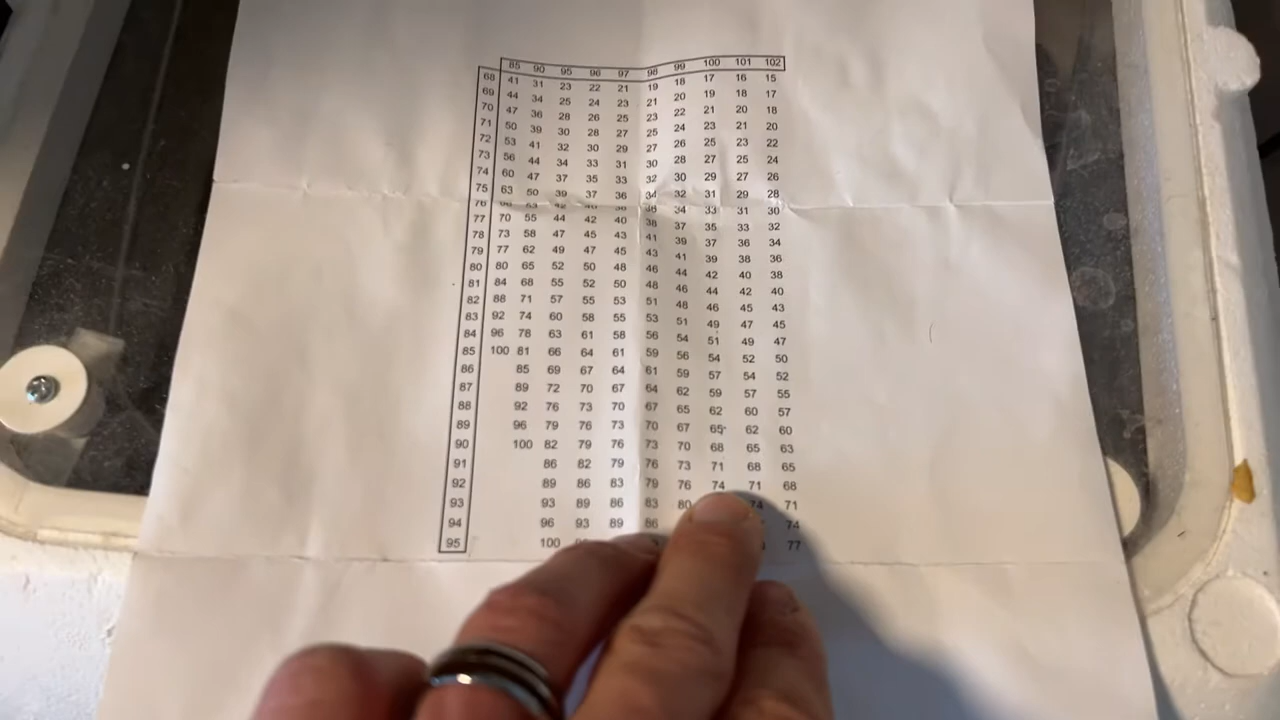 85 90 95 96 97 98 99 100 101 102
68 41 31 23 22 21 19 18 17 16 15
69 44 34 25 24 23 21 20 19 18 17
70 47 36 28 26 25 23 22 21 20 18
71 50 39 30 28 27 25 24 23 21 20
72 53 41 32 30 29 27 26 25 23 22
73 56 44 34 33 31 30 28 27 25 24
74 60 47 37 35 33 32 30 29 27 26
75 63 50 39 37 36 34 32 31 29 28
76 53 42 40 38 36 34 33 31 30
77 70 55 44 42 40 38 37 35 33 32
78 73 58 47 45 43 41 39 37 36 34
79 77 62 49 47 45 43 41 39 38 36
80 80 65 52 50 48 46 44 42 40 38
81 84 68 55 52 50 48 46 44 42 40
82 88 71 57 55 53 51 48 46 45 43
83 92 74 60 58 55 53 51 49 47 45
84 96 78 63 61 58 56 54 51 49 47
85 100 81 66 64 61 59 56 54 52 50
86 85 69 67 64 61 59 57 54 52
87 89 72 70 67 64 62 59 57 55
88 92 76 73 70 67 65 62 60 57
89 96 79 76 73 70 67 65 62 60
90 100 82 79 76 73 70 68 65 63
91 86 82 79 76 73 71 68 65
92 89 86 83 79 76 74 71 68
93 93 89 86 83 80 74 71
94 96 93 89 86 74
95 100 77